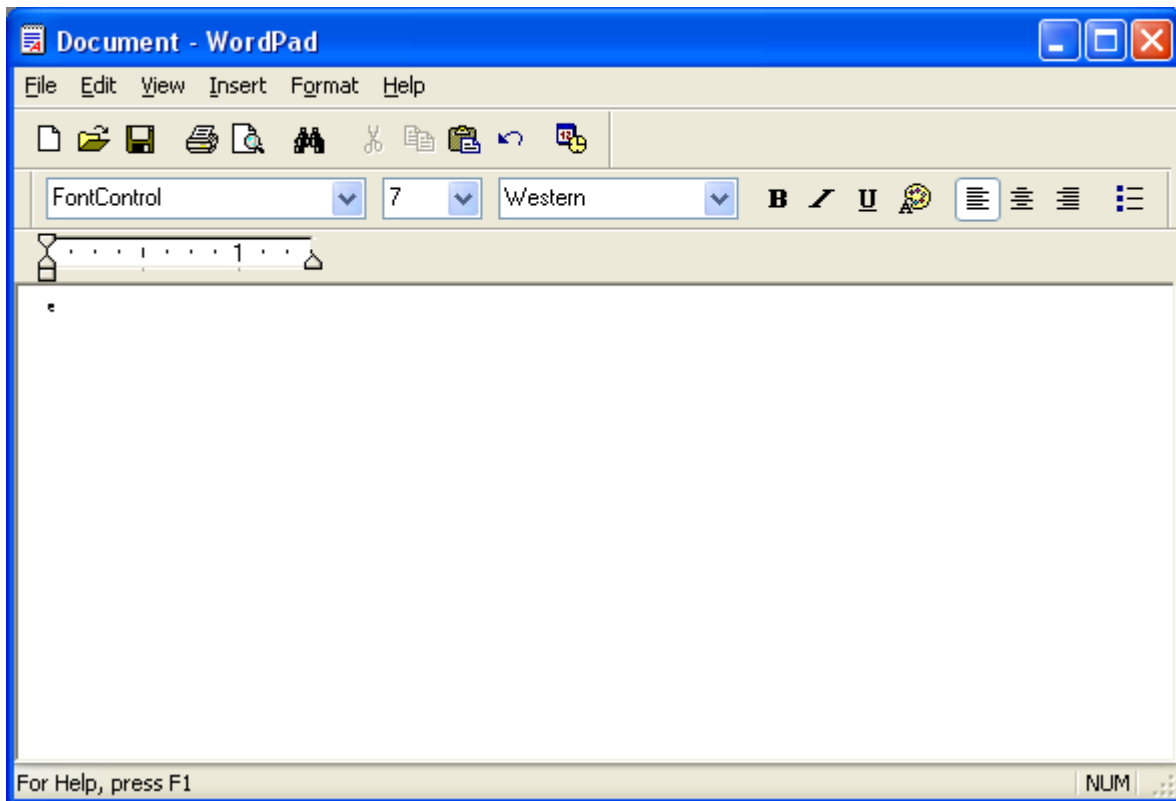 Document - WordPad
File Edit View Insert Format Help
FontControl 7 Western B U
1
For Help, press F1 NUM